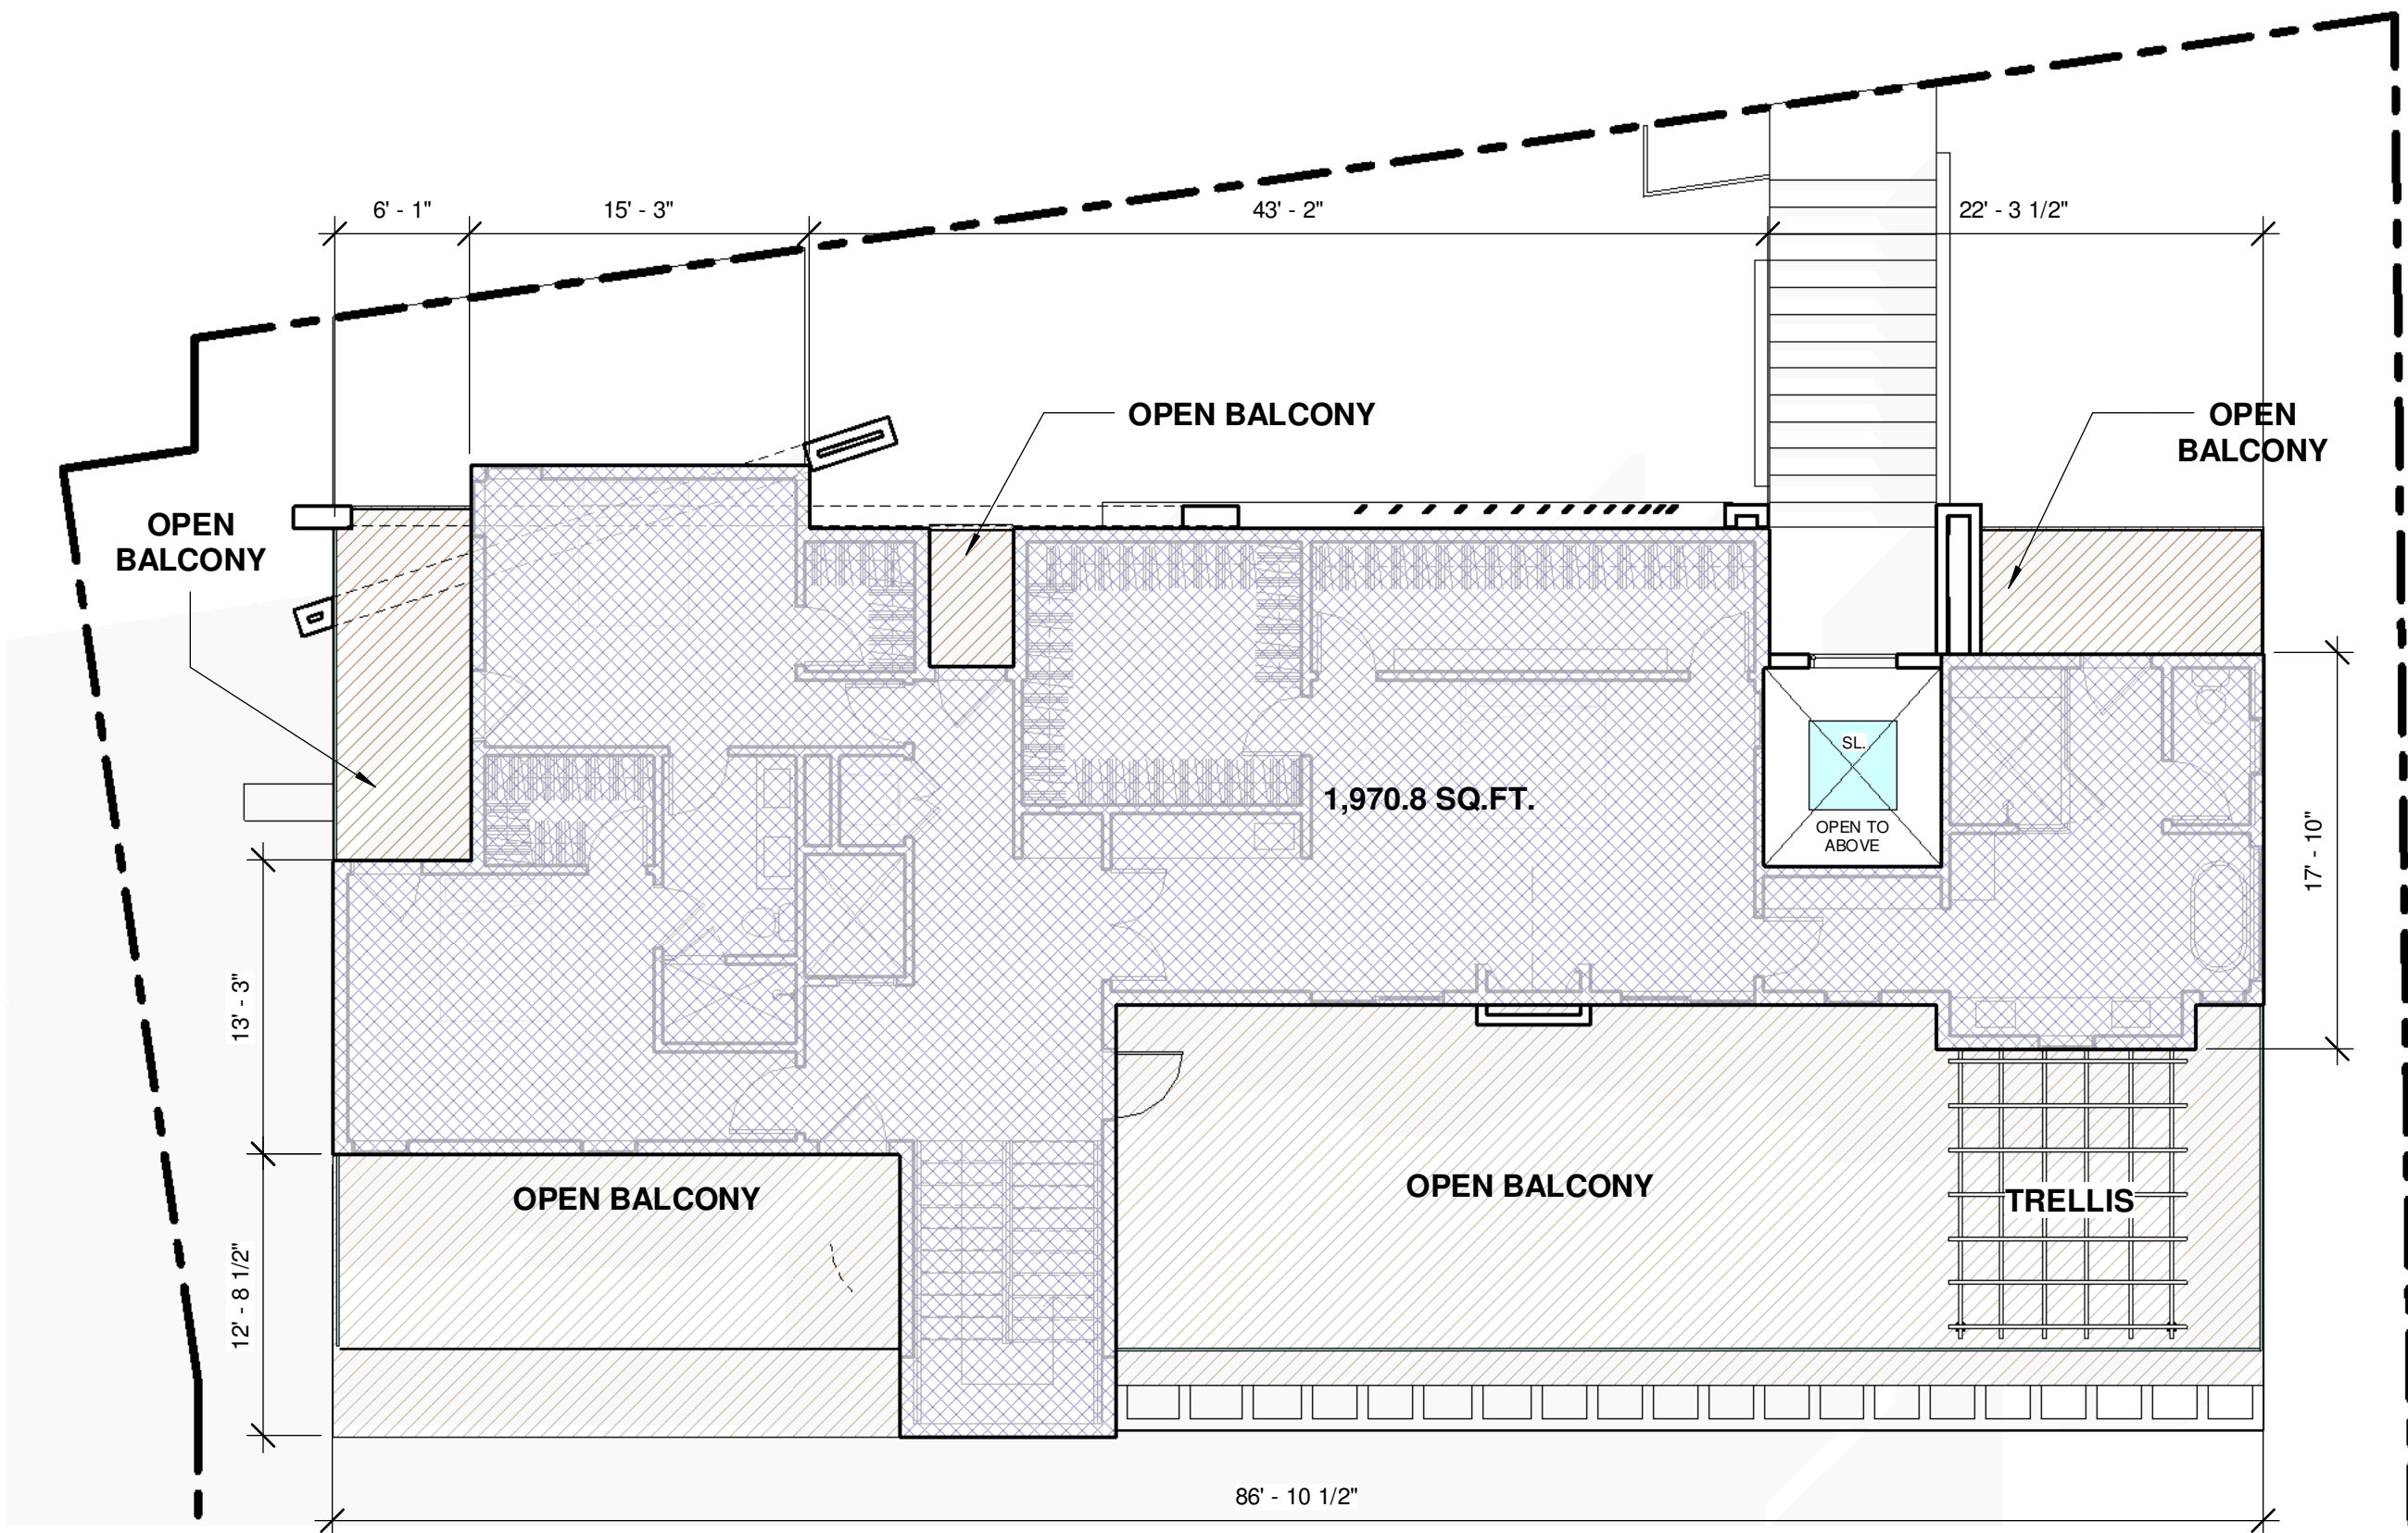 6' - 1"
15' - 3"
43' - 2"
22' - 3 1/2"
OPEN BALCONY
OPEN
BALCONY
OPEN
BALCONY
SL.
1,970.8 SQ.FT.
OPEN TO
ABOVE
17' - 10"
13' - 3"
12' - 8 1/2"
OPEN BALCONY
OPEN BALCONY
TRELLIS
86' - 10 1/2"